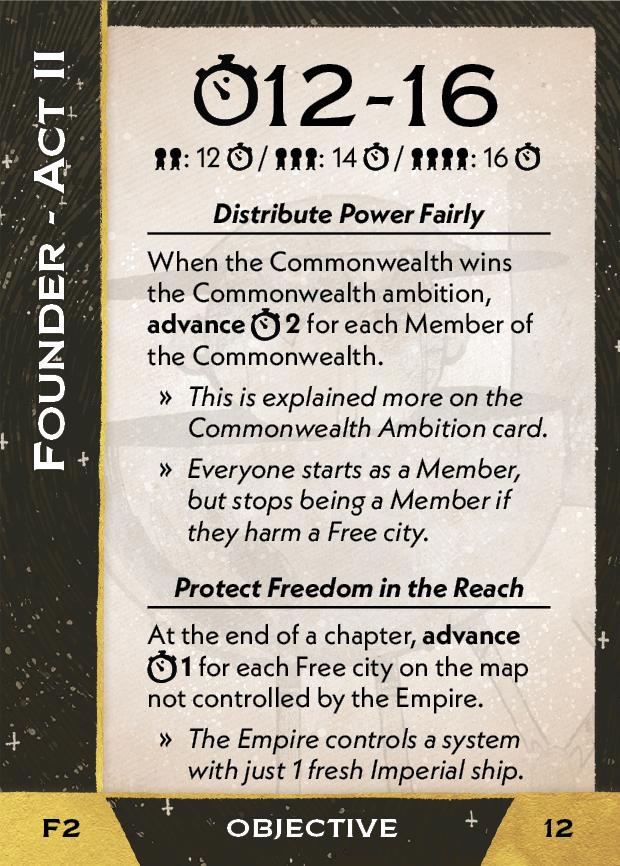 FOUNDER - ACT II
12-16
: 12 / : 14 / : 16
Distribute Power Fairly
When the Commonwealth wins
the Commonwealth ambition,
advance 2 for each Member of
the Commonwealth.
» This is explained more on the
Commonwealth Ambition card.
» Everyone starts as a Member,
but stops being a Member if
they harm a Free city.
Protect Freedom in the Reach
At the end of a chapter, advance
1 for each Free city on the map
not controlled by the Empire.
» The Empire controls a system
with just 1 fresh Imperial ship.
F2
OBJECTIVE
12